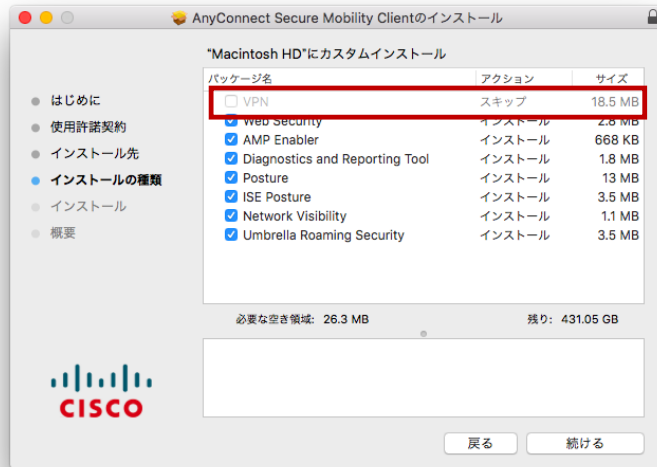 AnyConnect Secure Mobility Clientのインストール
"Macintosh HD"にカスタムインストール
はじめに
使用許諾契約
インストール先
インストールの種類
インストール
概要
パッケージ名 アクション サイズ
VPN スキップ 18.5 MB
Web Security インストール 2.8 MB
AMP Enabler インストール 668 KB
Diagnostics and Reporting Tool インストール 1.8 MB
Posture インストール 13 MB
ISE Posture インストール 3.5 MB
Network Visibility インストール 1.1 MB
Umbrella Roaming Security インストール 3.5 MB
必要な空き領域: 26.3 MB 残り: 431.05 GB
CISCO
戻る 続ける